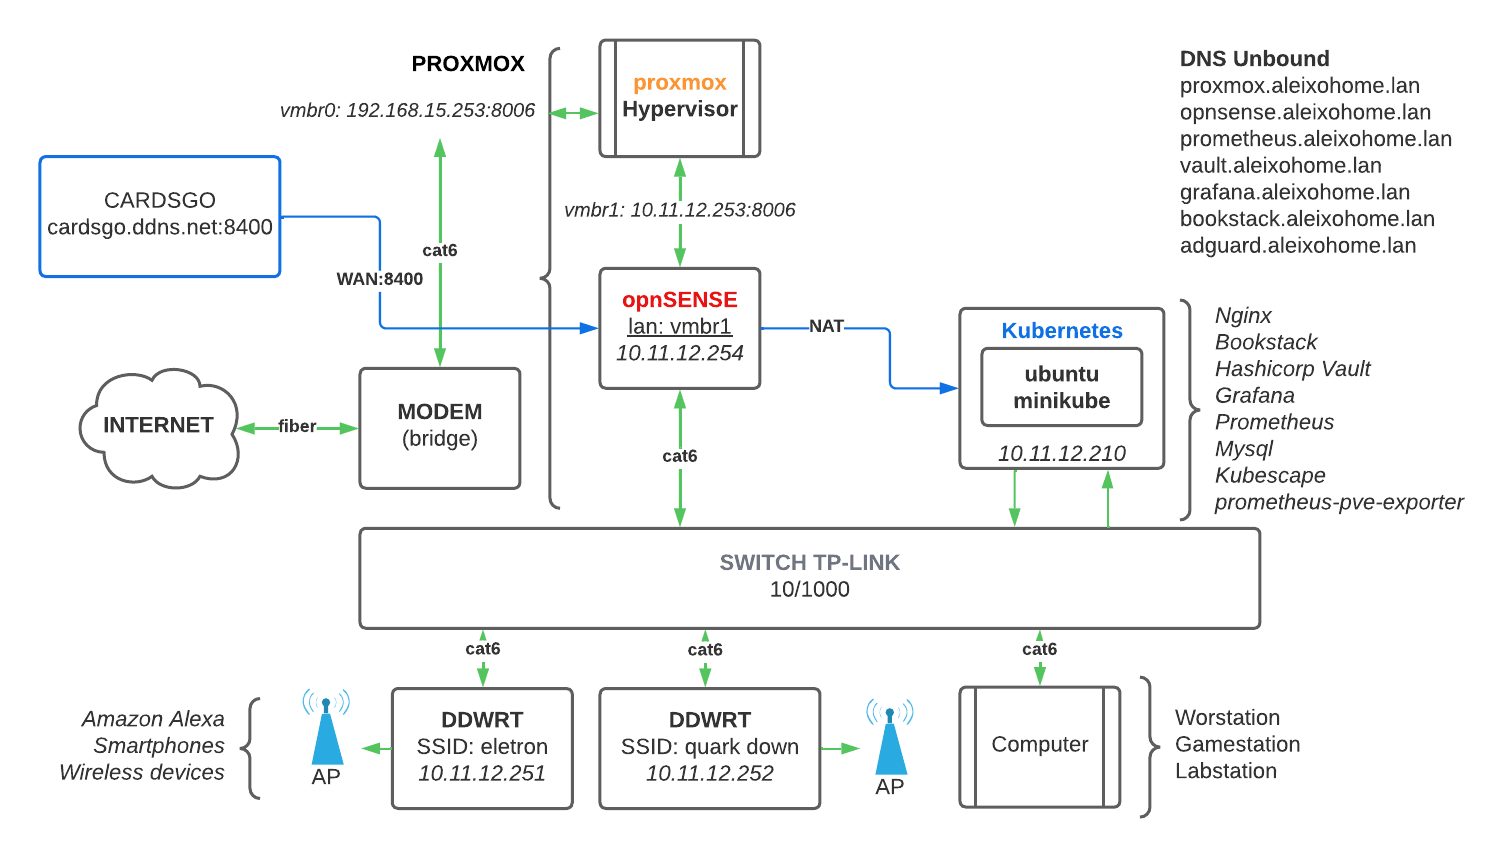 PROXMOX
vmbr0: 192.168.15.253:8006
proxmox
Hypervisor
DNS Unbound
proxmox.aleixohome.lan
opnsense.aleixohome.lan
prometheus.aleixohome.lan
vault.aleixohome.lan
grafana.aleixohome.lan
bookstack.aleixohome.lan
adguard.aleixohome.lan
CARDSGO
cardsgo.ddns.net:8400
vmbr1: 10.11.12.253:8006
cat6
WAN:8400
opnSENSE
lan: vmbr1
10.11.12.254
NAT
Kubernetes
ubuntu
minikube
10.11.12.210
Nginx
Bookstack
Hashicorp Vault
Grafana
Prometheus
Mysql
Kubescape
prometheus-pve-exporter
INTERNET
fiber
MODEM
(bridge)
cat6
SWITCH TP-LINK
10/1000
cat6
cat6
cat6
Amazon Alexa
Smartphones
Wireless devices
AP
DDWRT
SSID: eletron
10.11.12.251
DDWRT
SSID: quark down
10.11.12.252
AP
Computer
Worstation
Gamestation
Labstation